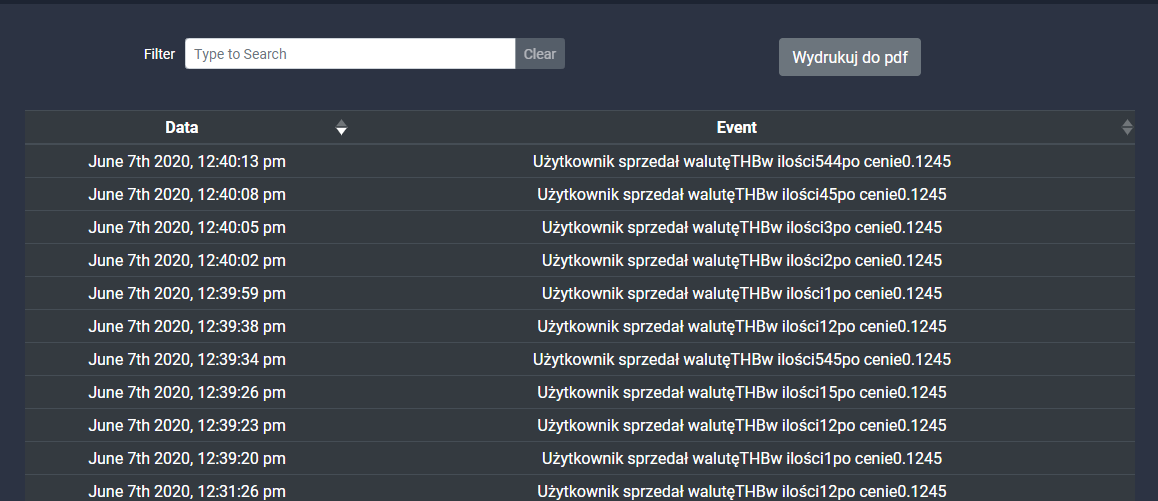 Filter Type to Search Clear Wydrukuj do pdf
Data Event
June 7th 2020, 12:40:13 pm Użytkownik sprzedał walutęTHBw ilości544po cenie0.1245
June 7th 2020, 12:40:08 pm Użytkownik sprzedał walutęTHBw ilości45po cenie0.1245
June 7th 2020, 12:40:05 pm Użytkownik sprzedał walutęTHBw ilości3po cenie0.1245
June 7th 2020, 12:40:02 pm Użytkownik sprzedał walutęTHBw ilości2po cenie0.1245
June 7th 2020, 12:39:59 pm Użytkownik sprzedał walutęTHBw ilości1po cenie0.1245
June 7th 2020, 12:39:38 pm Użytkownik sprzedał walutęTHBw ilości12po cenie0.1245
June 7th 2020, 12:39:34 pm Użytkownik sprzedał walutęTHBw ilości545po cenie0.1245
June 7th 2020, 12:39:26 pm Użytkownik sprzedał walutęTHBw ilości15po cenie0.1245
June 7th 2020, 12:39:23 pm Użytkownik sprzedał walutęTHBw ilości12po cenie0.1245
June 7th 2020, 12:39:20 pm Użytkownik sprzedał walutęTHBw ilości1po cenie0.1245
June 7th 2020, 12:31:26 pm Użytkownik sprzedał walutęTHBw ilości12po cenie0.1245